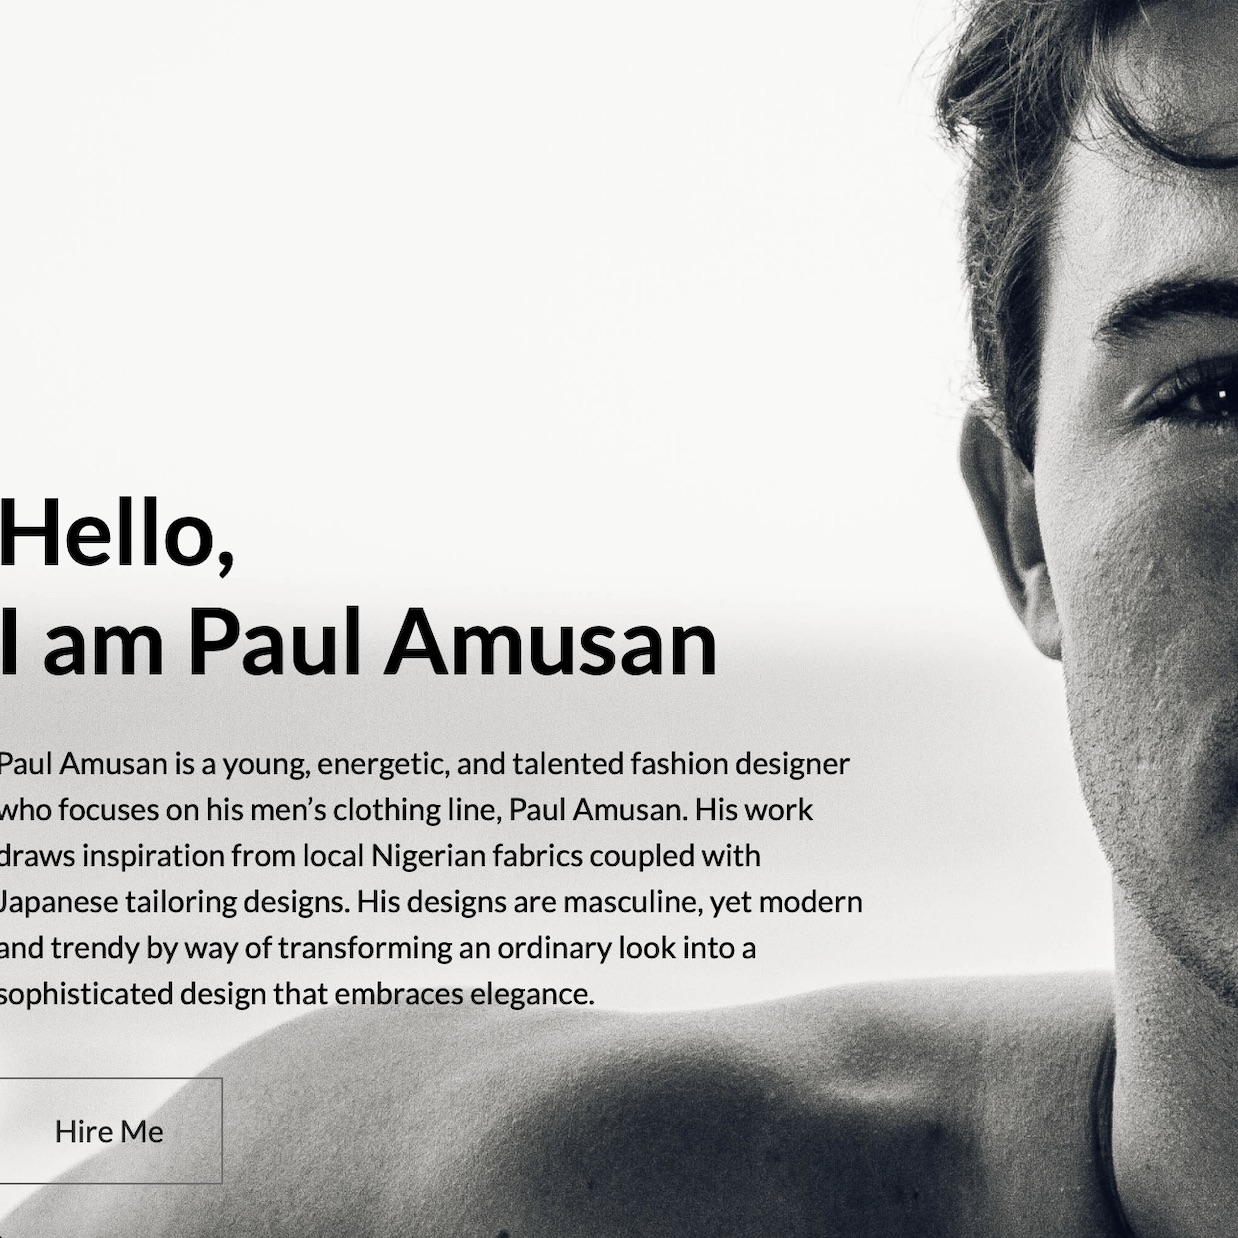 Hello,
I am Paul Amusan
Paul Amusan is a young, energetic, and talented fashion designer
who focuses on his men’s clothing line, Paul Amusan. His work
draws inspiration from local Nigerian fabrics coupled with
Japanese tailoring designs. His designs are masculine, yet modern
and trendy by way of transforming an ordinary look into a
sophisticated design that embraces elegance.
Hire Me